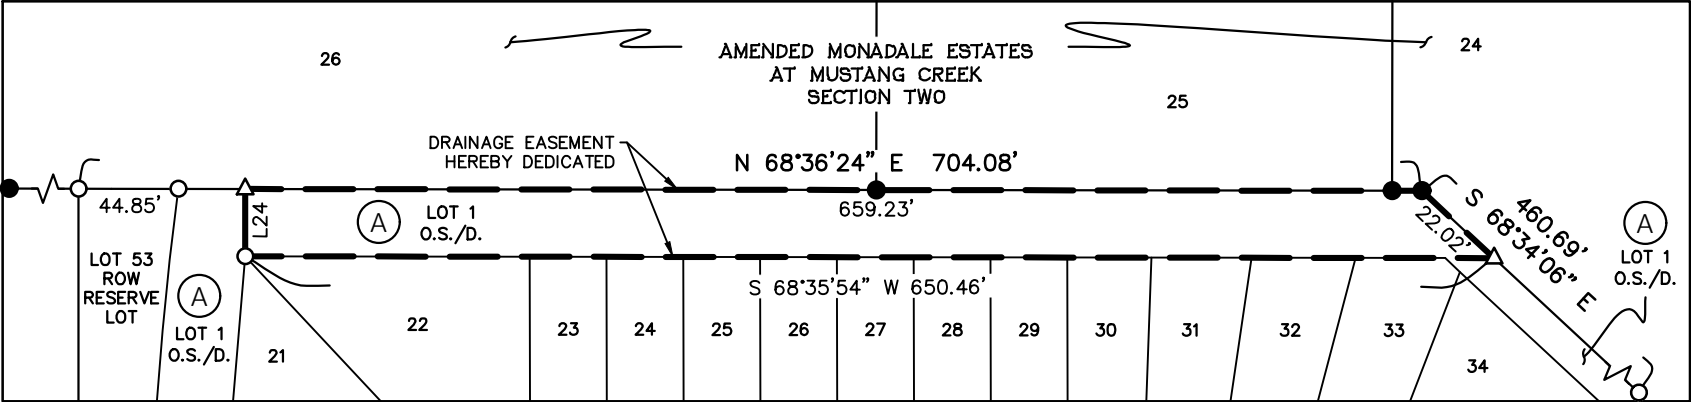 26
AMENDED MONADALE ESTATES
AT MUSTANG CREEK
SECTION TWO
25
24
DRAINAGE EASEMENT
HEREBY DEDICATED
N 68°36'24" E 704.08'
44.85'
L24
A
LOT 1
O.S./D.
659.23'
22.02'
460.69'
S 68°34'06" E
A
LOT 1
O.S./D.
LOT 53
ROW
RESERVE
LOT
A
LOT 1
O.S./D.
S 68°35'54" W 650.46'
21
22
23
24
25
26
27
28
29
30
31
32
33
34